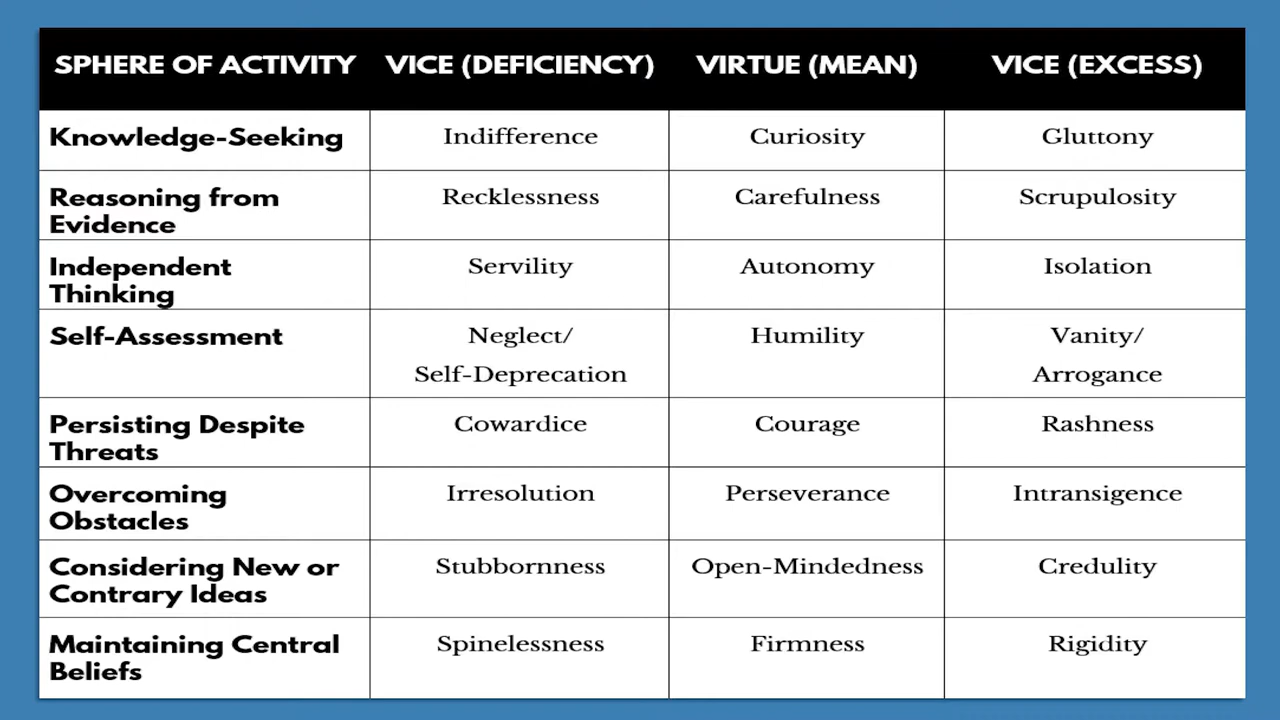 SPHERE OF ACTIVITY VICE (DEFICIENCY) VIRTUE (MEAN) VICE (EXCESS)
Knowledge-Seeking Indifference Curiosity Gluttony
Reasoning from Recklessness Carefulness Scrupulosity
Evidence
Independent Servility Autonomy Isolation
Thinking
Self-Assessment Neglect/ Humility Vanity/
Self-Deprecation Arrogance
Persisting Despite Cowardice Courage Rashness
Threats
Overcoming Irresolution Perseverance Intransigence
Obstacles
Considering New or Stubbornness Open-Mindedness Credulity
Contrary Ideas
Maintaining Central Spinelessness Firmness Rigidity
Beliefs